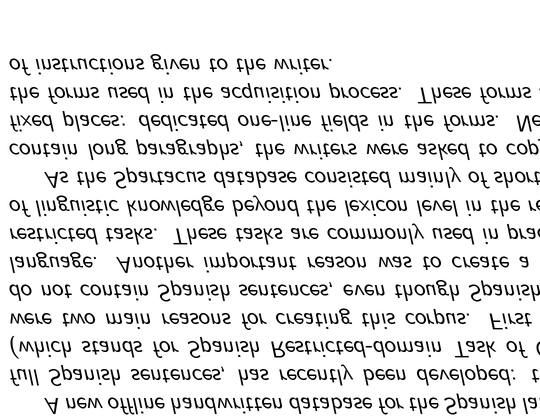 A new offline handwritten database for the Spanish la
full Spanish sentences, has recently been developed: t
(which stands for Spanish Restricted-domain Task of C
were two main reasons for creating this corpus. First
do not contain Spanish sentences, even though Spanish
language. Another important reason was to create a
restricted tasks. These tasks are commonly used in prac
of linguistic knowledge beyond the lexicon level in the re
As the Spartacus database consisted mainly of short
contain long paragraphs, the writers were asked to cop
fixed places: dedicated one-line fields in the forms. Ne
the forms used in the acquisition process. These forms
of instructions given to the writer.